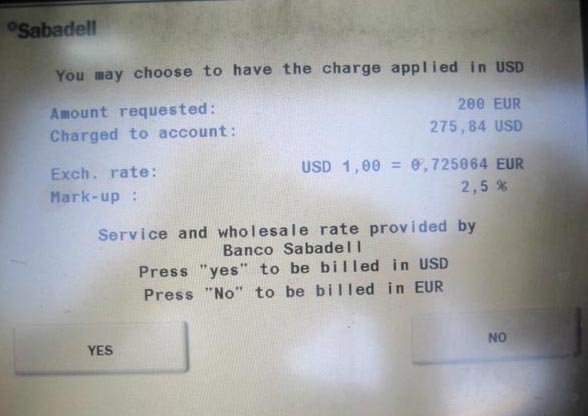 Sabadell
You may choose to have the charge applied in USD
Amount requested: 200 EUR
Charged to account: 275,84 USD
Exch. rate: USD 1,00 = 0,725064 EUR
Mark-up : 2,5 %
Service and wholesale rate provided by
Banco Sabadell
Press "yes" to be billed in USD
Press "No" to be billed in EUR
YES NO